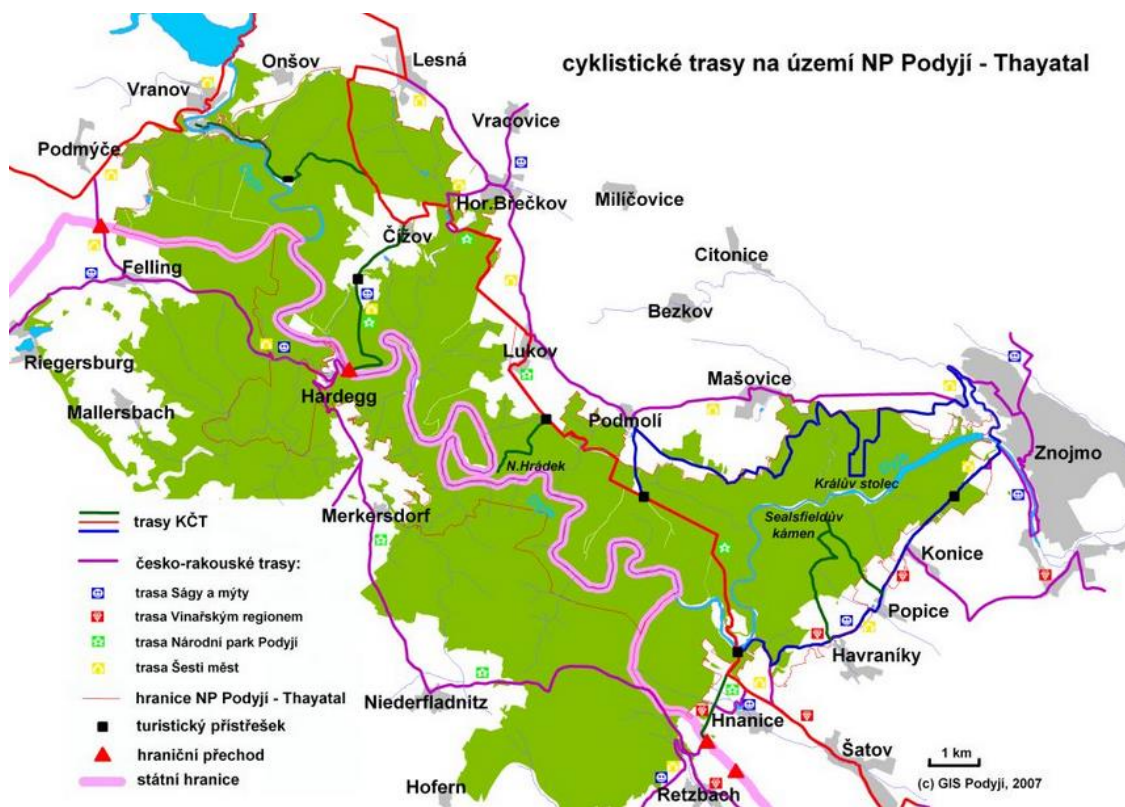 cyklistické trasy na území NP Podyjí - Thayatal
Lesná
Onšov
Vranov
Vracovice
Podmýče
Hor.Brečkov
Milíčovice
Čížov
Citonice
Felling
Bezkov
Riegersburg
Lukov
Mašovice
Hardegg
Mallersbach
Podmolí
Znojmo
N.Hrádek
Králův stolec
Sealsfieldův
kámen
Merkersdorf
Konice
Popice
Havraníky
Niederfladnitz
Hnanice
Šatov
Hofern
Retzbach
trasy KČT
česko-rakouské trasy:
trasa Ságy a mýty
trasa Vinařským regionem
trasa Národní park Podyjí
trasa Šesti měst
hranice NP Podyjí - Thayatal
turistický přístřešek
hraniční přechod
státní hranice
1 km
(c) GIS Podyjí, 2007